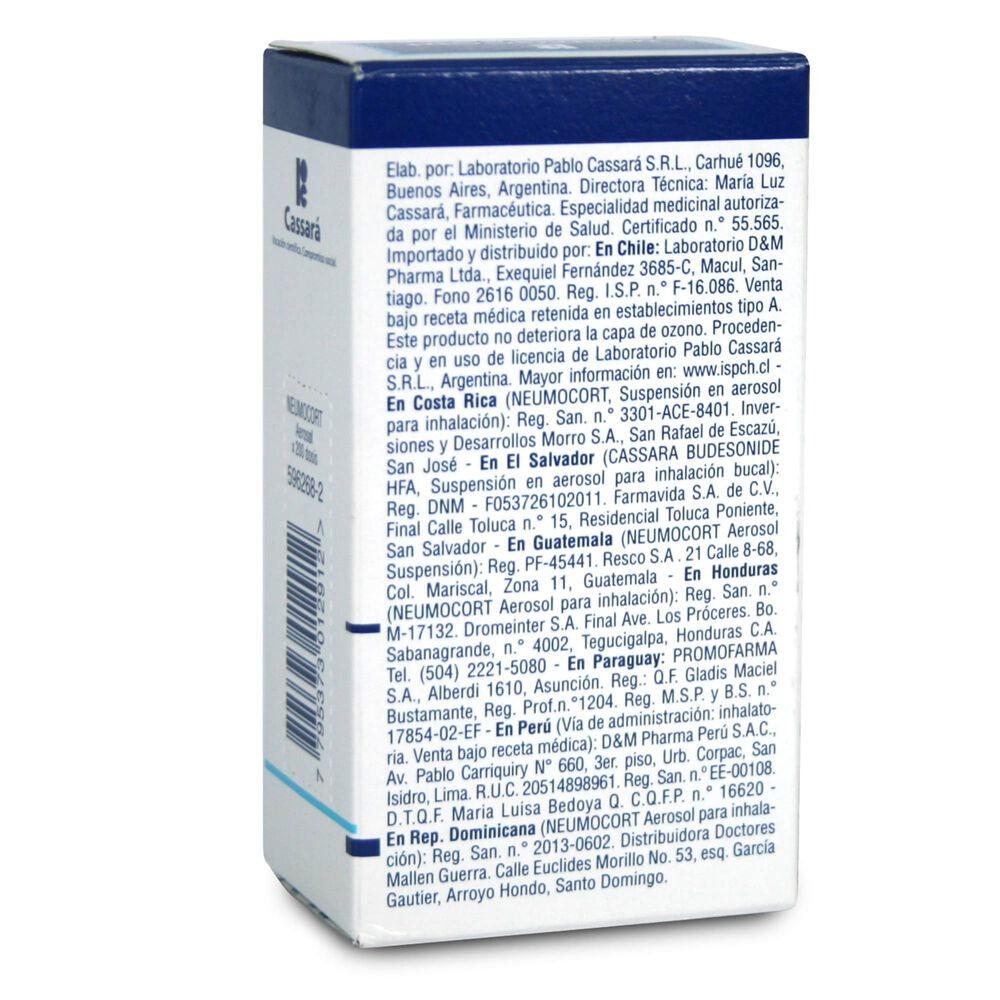 Cassará
Vocación científica. Compromiso social.
NEUMOCORT
Aerosol
x 200 dosis
596268-2
7 795373 012912 >
Elab. por: Laboratorio Pablo Cassará S.R.L., Carhué 1096,
Buenos Aires, Argentina. Directora Técnica: María Luz
Cassará, Farmacéutica. Especialidad medicinal autoriza-
da por el Ministerio de Salud. Certificado n.° 55.565.
Importado y distribuido por: En Chile: Laboratorio D&M
Pharma Ltda., Exequiel Fernández 3685-C, Macul, San-
tiago. Fono 2616 0050. Reg. I.S.P. n.° F-16.086. Venta
bajo receta médica retenida en establecimientos tipo A.
Este producto no deteriora la capa de ozono. Proceden-
cia y en uso de licencia de Laboratorio Pablo Cassará
S.R.L., Argentina. Mayor información en: www.ispch.cl -
En Costa Rica (NEUMOCORT, Suspensión en aerosol
para inhalación): Reg. San. n.° 3301-ACE-8401. Inver-
siones y Desarrollos Morro S.A., San Rafael de Escazú,
San José - En El Salvador (CASSARA BUDESONIDE
HFA, Suspensión en aerosol para inhalación bucal):
Reg. DNM - F053726102011. Farmavida S.A. de C.V.,
Final Calle Toluca n.° 15, Residencial Toluca Poniente,
San Salvador - En Guatemala (NEUMOCORT Aerosol
Suspensión): Reg. PF-45441. Resco S.A . 21 Calle 8-68,
Col. Mariscal, Zona 11, Guatemala - En Honduras
(NEUMOCORT Aerosol para inhalación): Reg. San. n.°
M-17132. Dromeinter S.A. Final Ave. Los Próceres. Bo.
Sabanagrande, n.° 4002, Tegucigalpa, Honduras C.A.
Tel. (504) 2221-5080 - En Paraguay: PROMOFARMA
S.A., Alberdi 1610, Asunción. Reg.: Q.F. Gladis Maciel
Bustamante, Reg. Prof.n.°1204. Reg. M.S.P. y B.S. n.°
17854-02-EF - En Perú (Vía de administración: inhalato-
ria. Venta bajo receta médica): D&M Pharma Perú S.A.C.,
Av. Pablo Carriquiry N° 660, 3er. piso, Urb. Corpac, San
Isidro, Lima. R.U.C. 20514898961. Reg. San. n.° EE-00108.
D.T.Q.F. Maria Luisa Bedoya Q. C.Q.F.P. n.° 16620 -
En Rep. Dominicana (NEUMOCORT Aerosol para inhala-
ción): Reg. San. n.° 2013-0602. Distribuidora Doctores
Mallen Guerra. Calle Euclides Morillo No. 53, esq. García
Gautier, Arroyo Hondo, Santo Domingo.